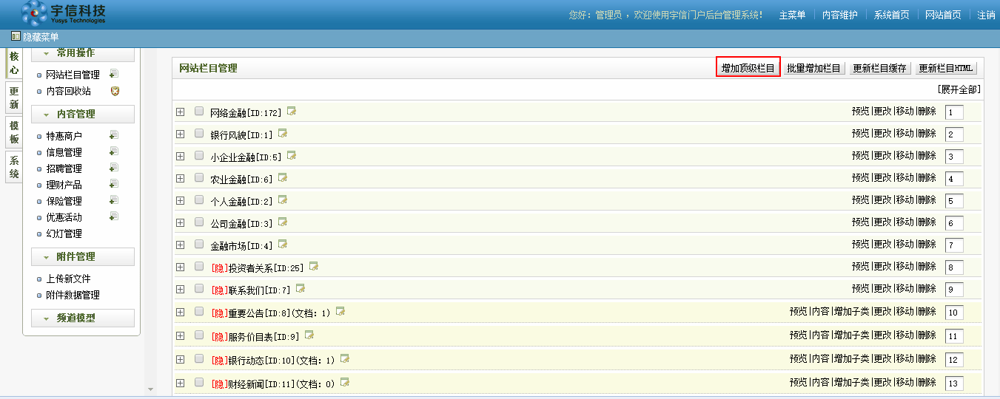 宇信科技
Yusys Technologies
您好：管理员 ，欢迎使用宇信门户后台管理系统！ 主菜单 内容维护 系统首页 网站首页 注销
隐藏菜单
核心
更新
模板
系统
常用操作
网站栏目管理
内容回收站
内容管理
特惠商户
信息管理
招聘管理
理财产品
保险管理
优惠活动
幻灯管理
附件管理
上传新文件
附件数据管理
频道模型
网站栏目管理 增加顶级栏目 批量增加栏目 更新栏目缓存 更新栏目HTML
[展开全部]
网络金融[ID:172] 预览|更改|移动|删除 1
银行风貌[ID:1] 预览|更改|移动|删除 2
小企业金融[ID:5] 预览|更改|移动|删除 3
农业金融[ID:6] 预览|更改|移动|删除 4
个人金融[ID:2] 预览|更改|移动|删除 5
公司金融[ID:3] 预览|更改|移动|删除 6
金融市场[ID:4] 预览|更改|移动|删除 7
[隐]投资者关系[ID:25] 预览|更改|移动|删除 8
[隐]联系我们[ID:7] 预览|更改|移动|删除 9
[隐]重要公告[ID:8](文档：1) 预览|内容|增加子类|更改|移动|删除 10
[隐]服务价目表[ID:9] 预览|内容|增加子类|更改|移动|删除 11
[隐]银行动态[ID:10](文档：1) 预览|内容|增加子类|更改|移动|删除 12
[隐]财经新闻[ID:11](文档：0) 预览|内容|增加子类|更改|移动|删除 13